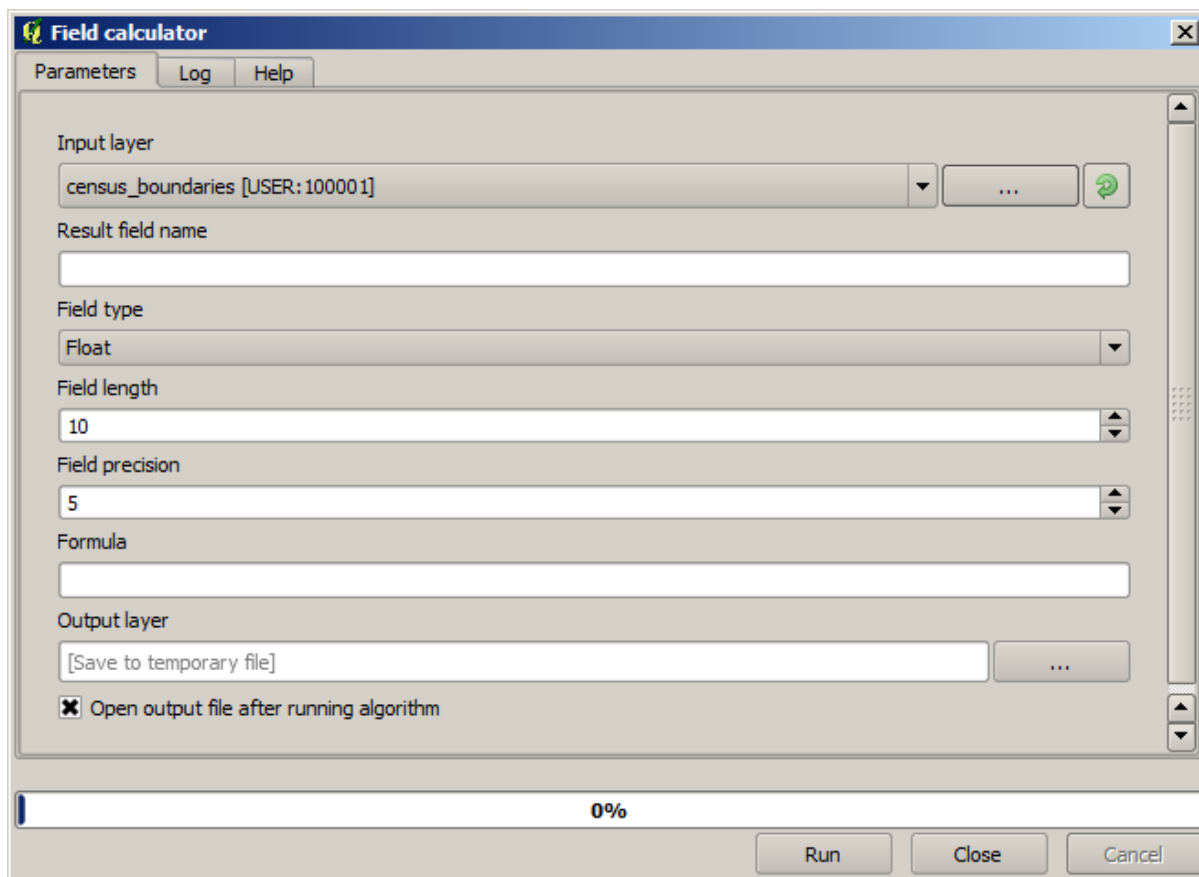 Field calculator
Parameters Log Help
Input layer
census_boundaries [USER:100001] ...
Result field name
Field type
Float
Field length
10
Field precision
5
Formula
Output layer
[Save to temporary file] ...
Open output file after running algorithm
0%
Run Close Cancel